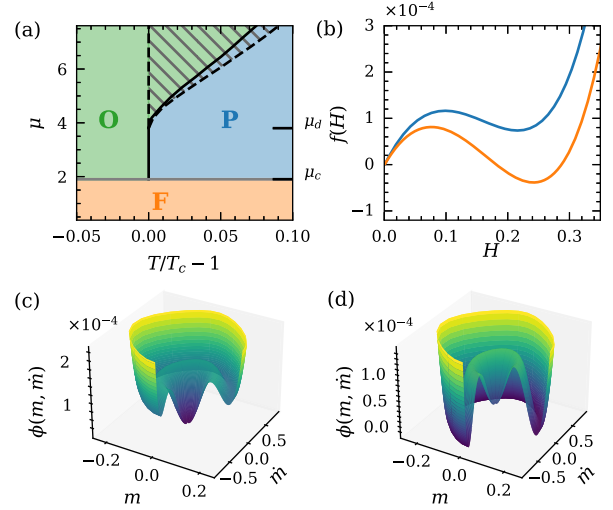 (a)
μ
6
4
2
O
P
F
μ_d
μ_c
−0.05 0.00 0.05 0.10
T/T_c − 1
(b)
×10⁻⁴
f(H)
3
2
1
0
−1
0.0 0.1 0.2 0.3
H
(c)
×10⁻⁴
ϕ(m, ṁ)
2
1
−0.2 0.0 0.2
m
−0.5 0.0 0.5
ṁ
(d)
×10⁻⁴
ϕ(m, ṁ)
1.0
0.5
0.0
−0.2 0.0 0.2
m
−0.5 0.0 0.5
ṁ